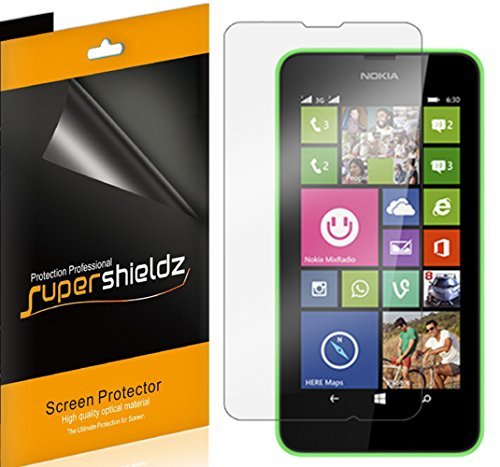 Protection Professional
Supershieldz
Screen Protector
High quality optical material
The Ultimate Protection for Screen
NOKIA
3G
6:30
3
2
2
3
Nokia MixRadio
8
HERE Maps
Photos